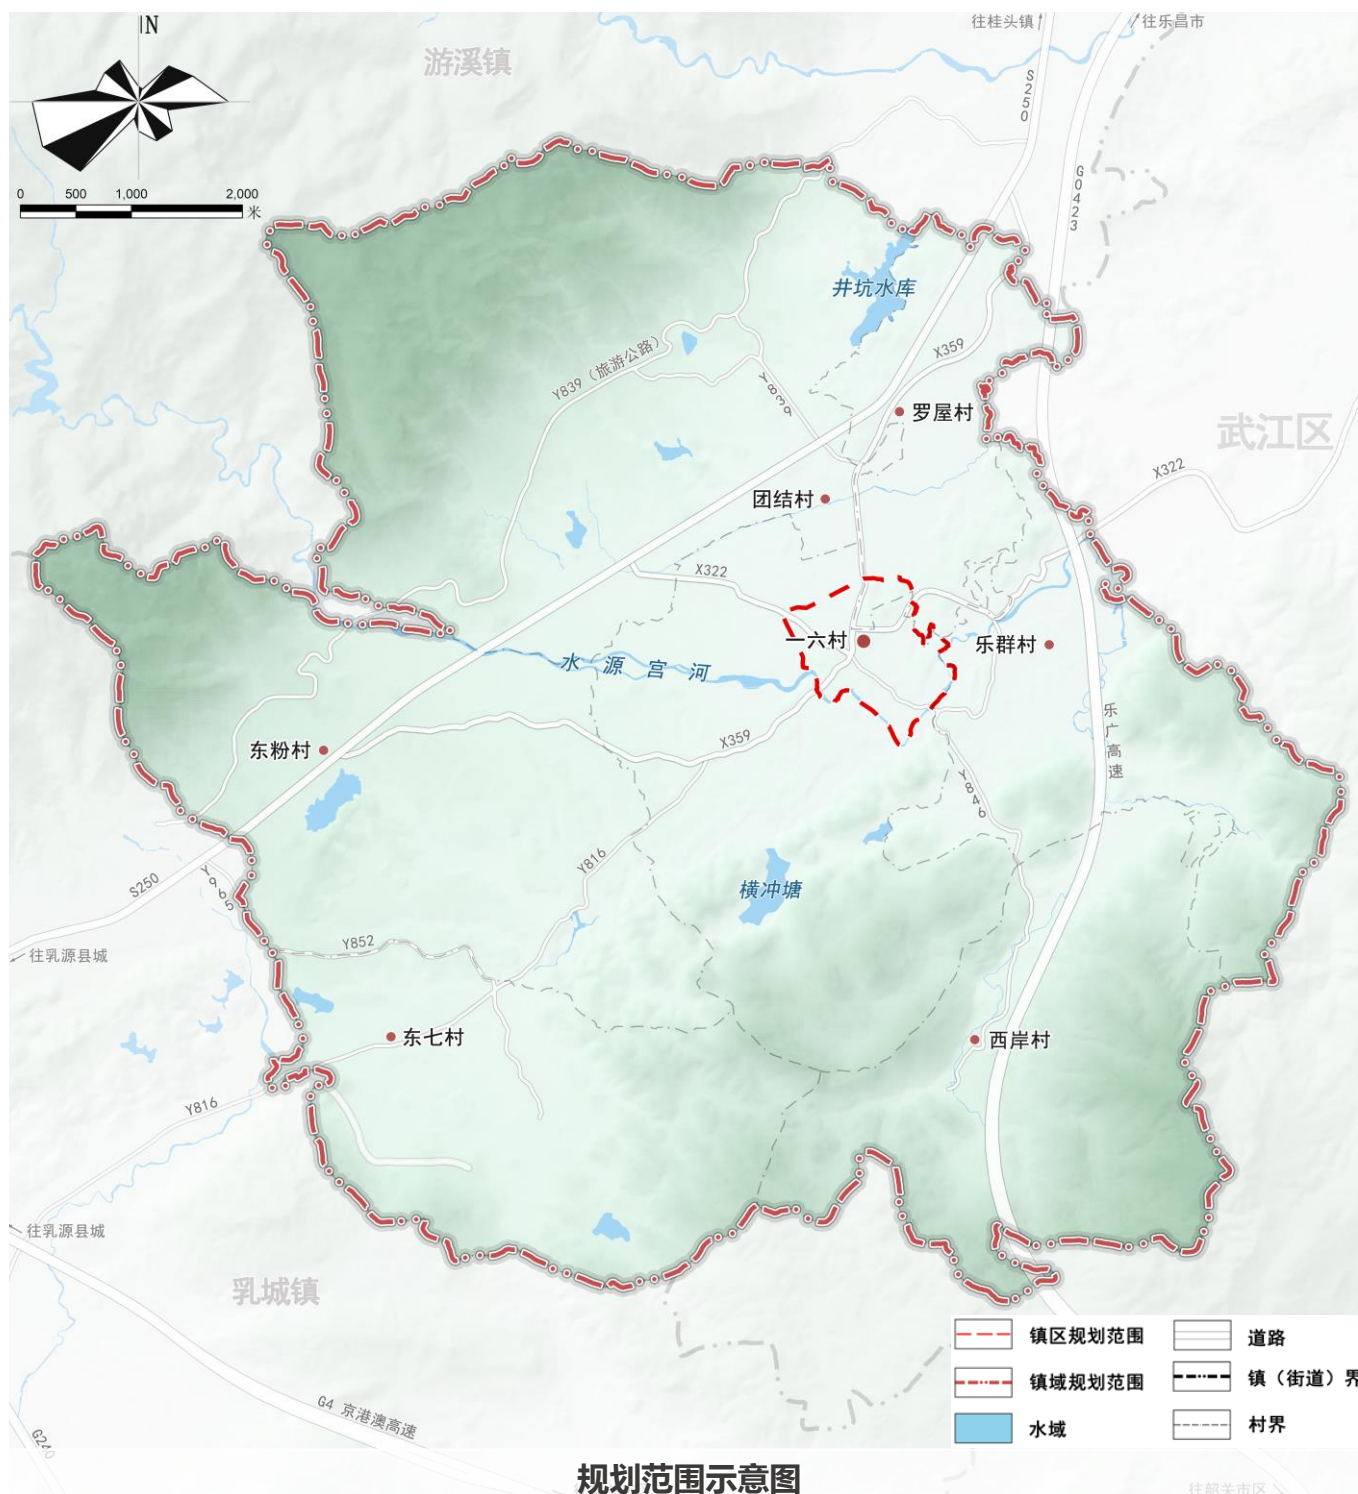 N
往桂头镇
往乐昌市
游溪镇
S250
G0423
0 500 1,000 2,000
米
井坑水库
X359
Y839（旅游公路）
Y839
罗屋村
武江区
X322
团结村
X322
一六村
乐群村
水源宫河
东粉村
X359
乐广高速
Y846
Y816
横冲塘
S250
Y965
往乳源县城
Y852
东七村
西岸村
Y816
往乳源县城
乳城镇
G4 京港澳高速
G240
镇区规划范围
道路
镇域规划范围
镇（街道）界
水域
村界
规划范围示意图
往韶关市区